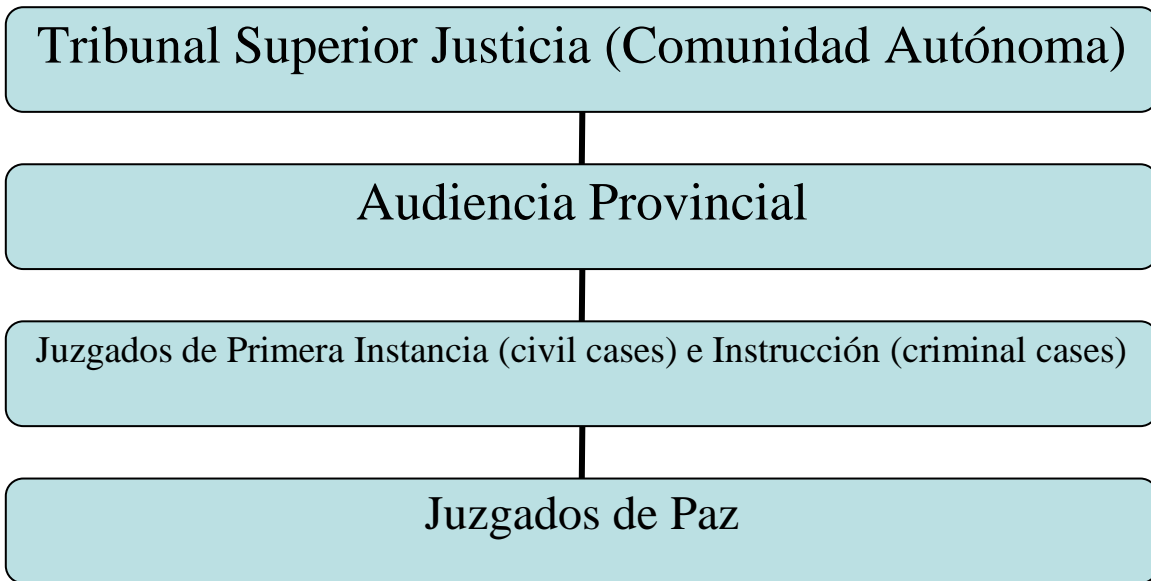 Tribunal Superior Justicia (Comunidad Autónoma)
Audiencia Provincial
Juzgados de Primera Instancia (civil cases) e Instrucción (criminal cases)
Juzgados de Paz